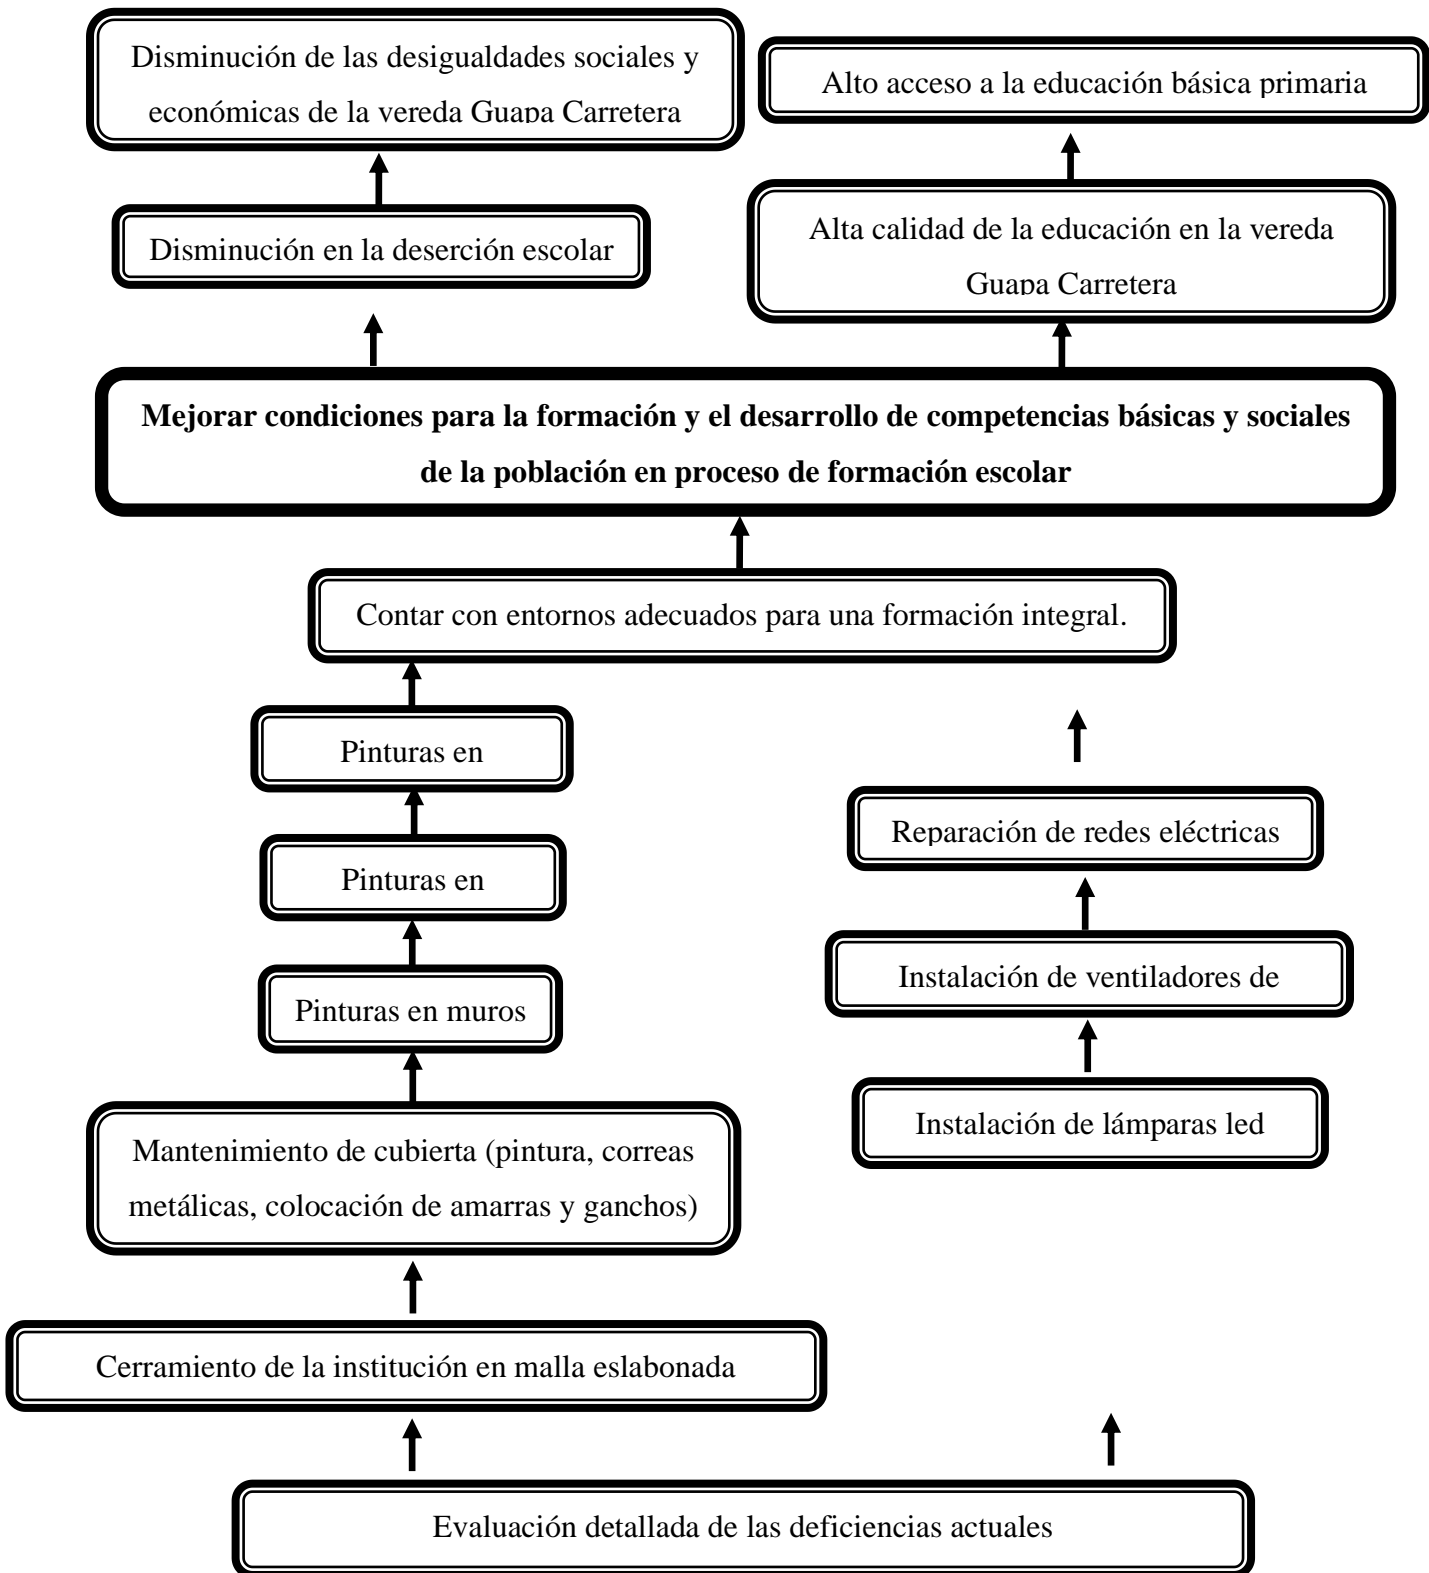 Disminución de las desigualdades sociales y
económicas de la vereda Guapa Carretera
Alto acceso a la educación básica primaria
Disminución en la deserción escolar
Alta calidad de la educación en la vereda
Guapa Carretera
Mejorar condiciones para la formación y el desarrollo de competencias básicas y sociales
de la población en proceso de formación escolar
Contar con entornos adecuados para una formación integral.
Pinturas en
Reparación de redes eléctricas
Pinturas en
Instalación de ventiladores de
Pinturas en muros
Instalación de lámparas led
Mantenimiento de cubierta (pintura, correas
metálicas, colocación de amarras y ganchos)
Cerramiento de la institución en malla eslabonada
Evaluación detallada de las deficiencias actuales